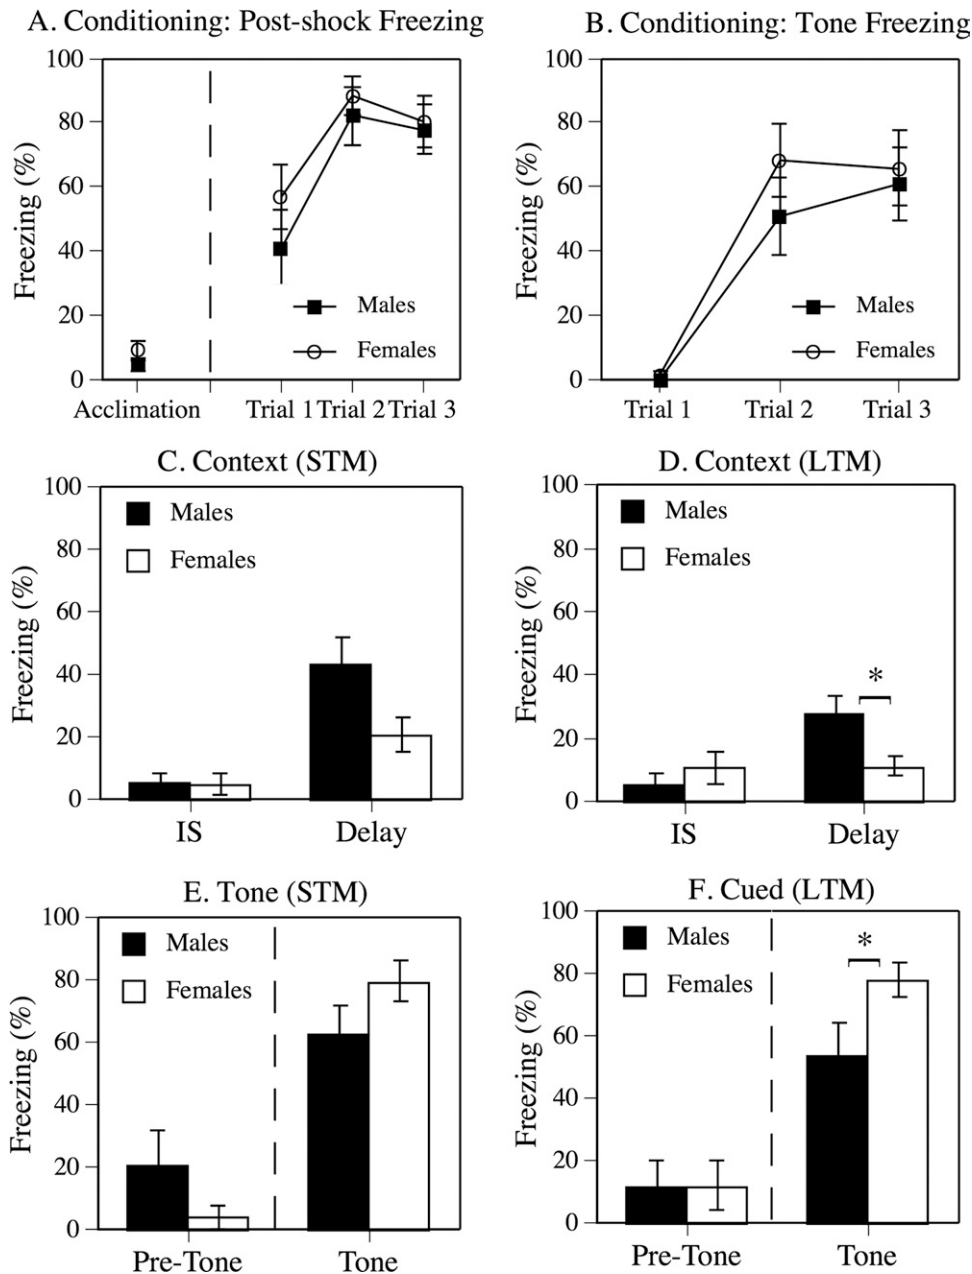 A. Conditioning: Post-shock Freezing
100
80
60
40
20
0
Freezing (%)
Males
Females
Acclimation Trial 1 Trial 2 Trial 3
B. Conditioning: Tone Freezing
100
80
60
40
20
0
Freezing (%)
Males
Females
Trial 1 Trial 2 Trial 3
C. Context (STM)
100
80
60
40
20
0
Freezing (%)
Males
Females
IS Delay
D. Context (LTM)
100
80
60
40
20
0
Freezing (%)
Males
Females
*
IS Delay
E. Tone (STM)
100
80
60
40
20
0
Freezing (%)
Males
Females
Pre-Tone Tone
F. Cued (LTM)
100
80
60
40
20
0
Freezing (%)
Males
Females
*
Pre-Tone Tone